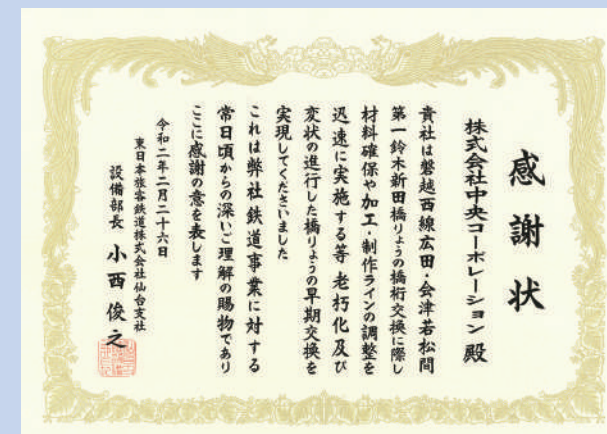 感謝状
株式会社中央コーポレーション殿
貴社は磐越西線広田・会津若松間
第一鈴木新田橋りょうの橋桁交換に際し
材料確保や加工・制作ラインの調整を
迅速に実施する等 老朽化及び
変状の進行した橋りょうの早期交換を
実現してくださいました
これは弊社鉄道事業に対する
常日頃からの深いご理解の賜物であり
ここに感謝の意を表します
令和二年二月二十六日
東日本旅客鉄道株式会社仙台支社
設備部長 小西俊之